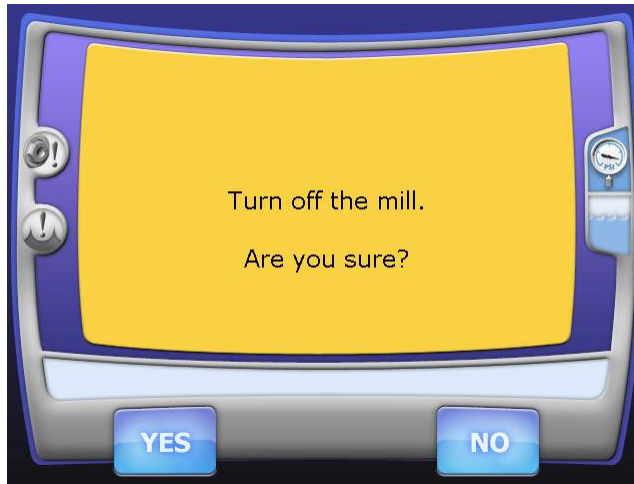 Turn off the mill.
Are you sure?
PSI
YES
NO